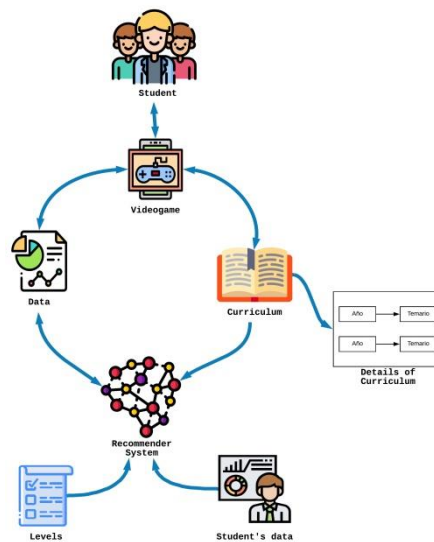 Student
Videogame
Data
Curriculum
Año
Temario
Año
Temario
Details of
Curriculum
Recommender
System
Levels
Student's data